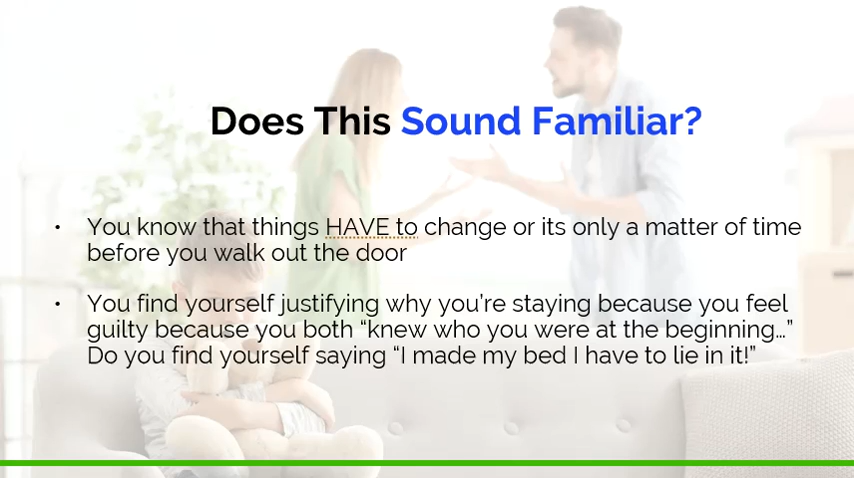 Does This Sound Familiar?
• You know that things HAVE to change or its only a matter of time
before you walk out the door
• You find yourself justifying why you’re staying because you feel
guilty because you both “knew who you were at the beginning…”
Do you find yourself saying “I made my bed I have to lie in it!”